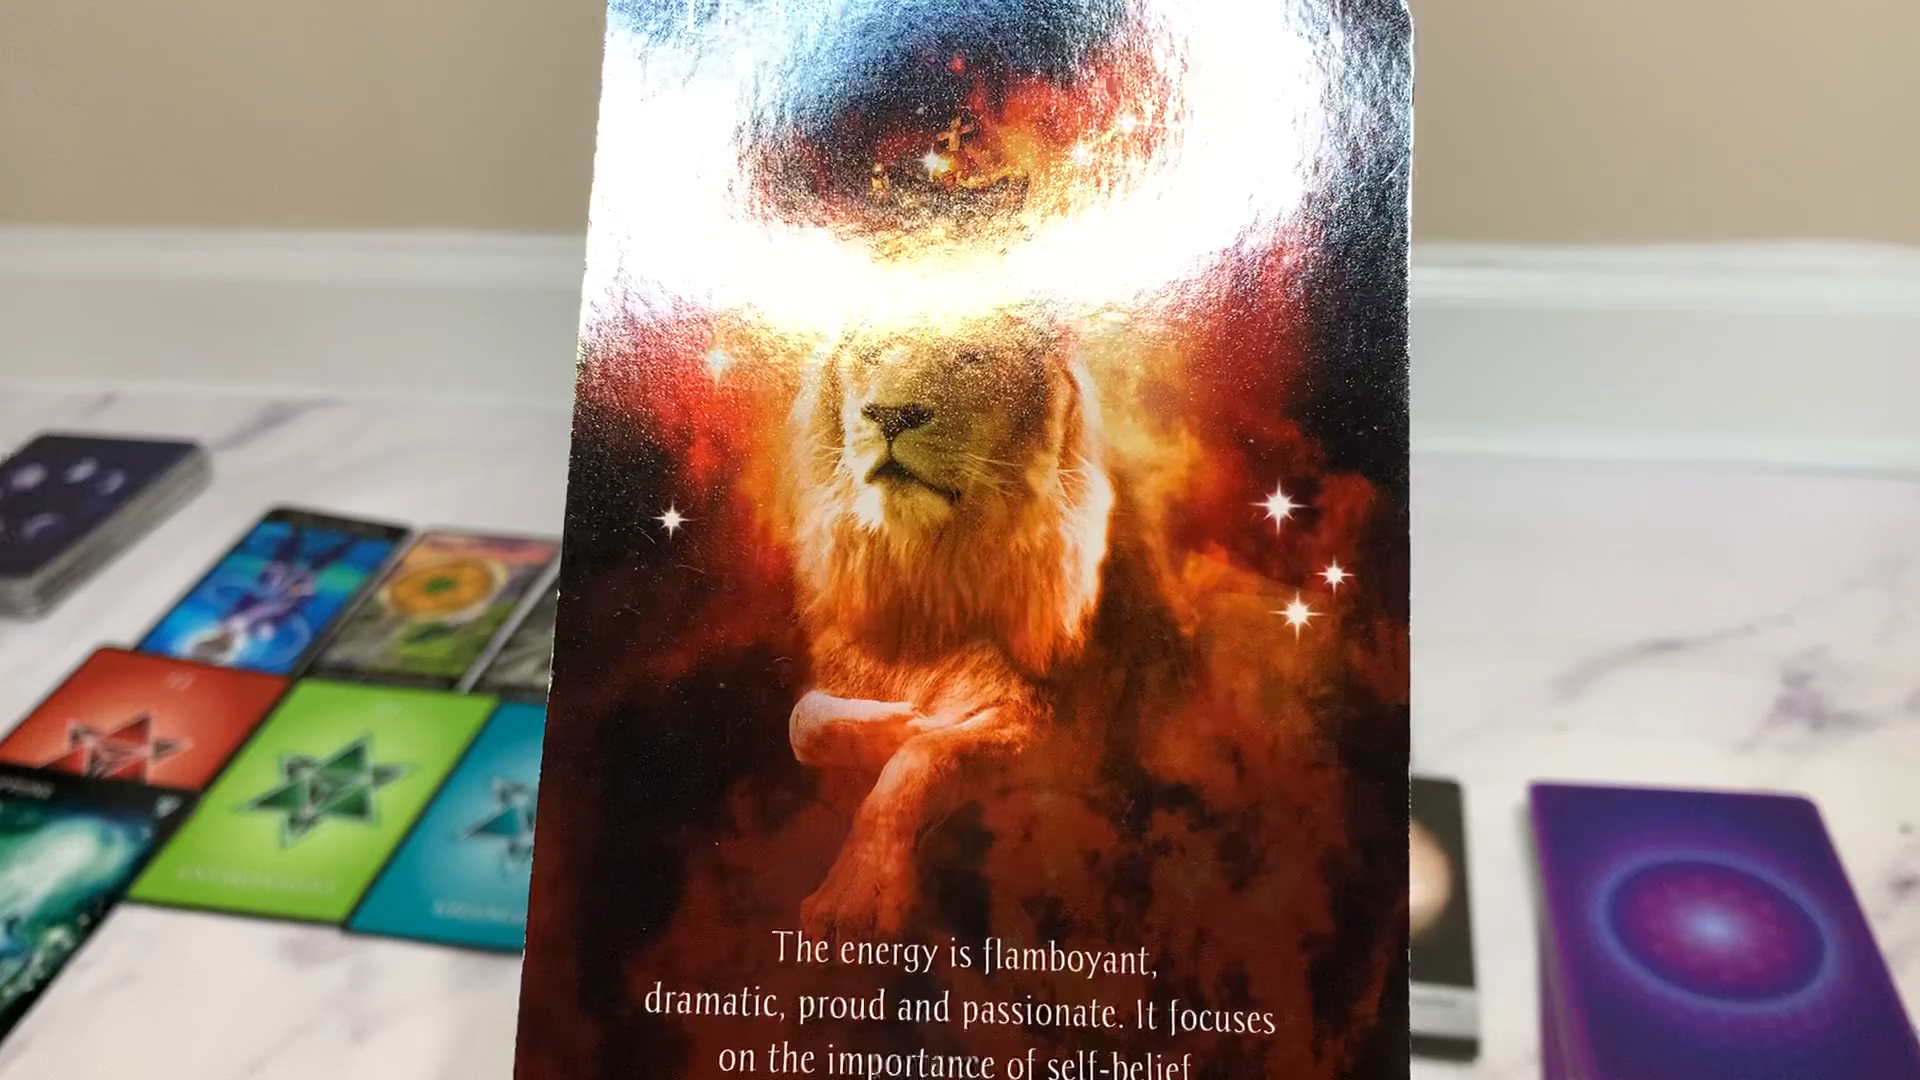 The energy is flamboyant,
dramatic, proud and passionate. It focuses
on the importance of self-belief